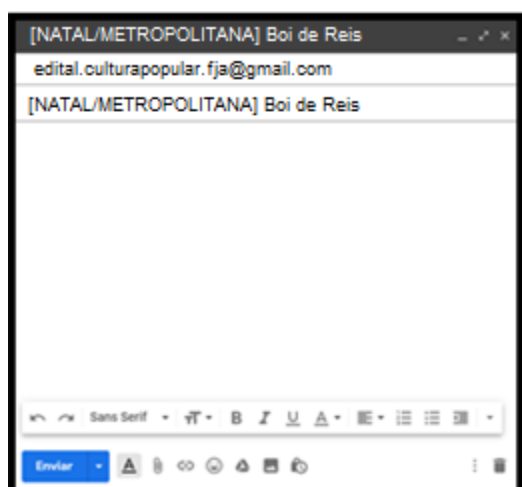 [NATAL/METROPOLITANA] Boi de Reis
edital.culturapopular.fja@gmail.com
[NATAL/METROPOLITANA] Boi de Reis
Sans Serif
B I U A
Enviar A